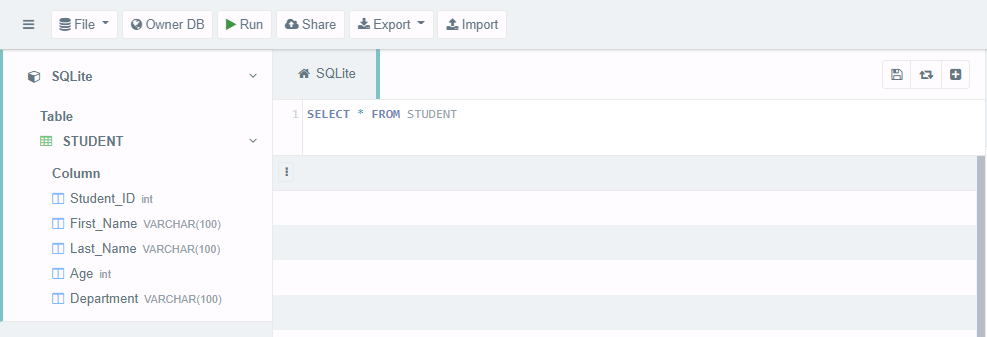 File Owner DB Run Share Export Import
SQLite
SQLite
1 SELECT * FROM STUDENT
Table
STUDENT
Column
Student_ID int
First_Name VARCHAR(100)
Last_Name VARCHAR(100)
Age int
Department VARCHAR(100)